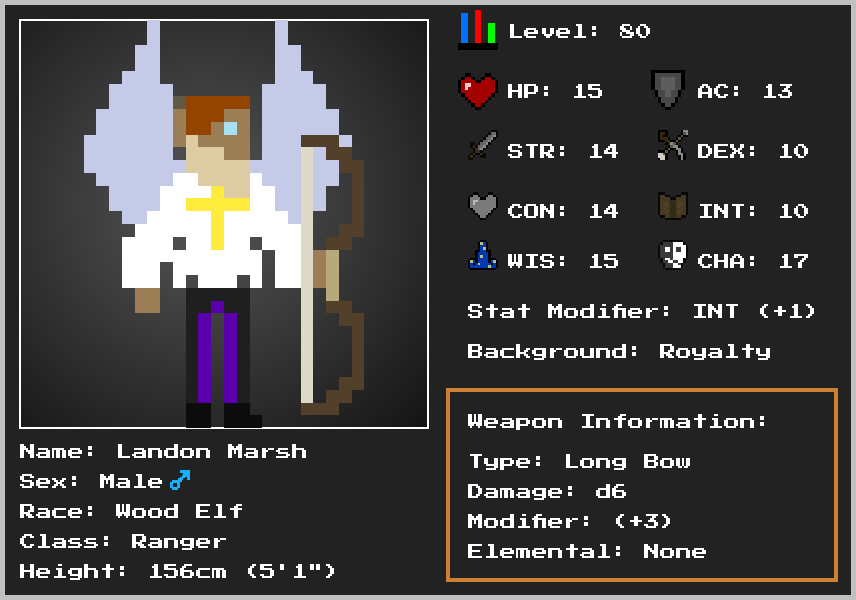 Level: 80
HP: 15 AC: 13
STR: 14 DEX: 10
CON: 14 INT: 10
WIS: 15 CHA: 17
Stat Modifier: INT (+1)
Background: Royalty
Weapon Information:
Type: Long Bow
Damage: d6
Modifier: (+3)
Elemental: None
Name: Landon Marsh
Sex: Male♂
Race: Wood Elf
Class: Ranger
Height: 156cm (5'1")